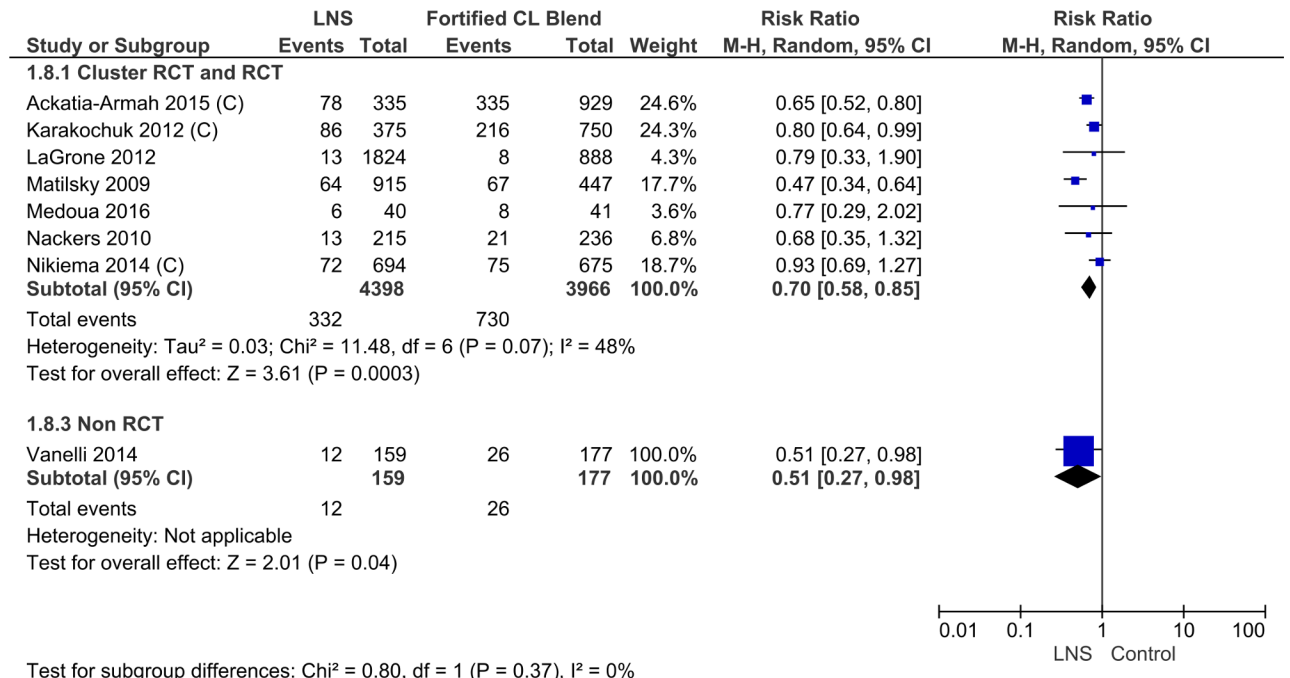 LNS Fortified CL Blend Risk Ratio Risk Ratio
Study or Subgroup Events Total Events Total Weight M-H, Random, 95% CI M-H, Random, 95% CI
1.8.1 Cluster RCT and RCT
Ackatia-Armah 2015 (C) 78 335 335 929 24.6% 0.65 [0.52, 0.80]
Karakochuk 2012 (C) 86 375 216 750 24.3% 0.80 [0.64, 0.99]
LaGrone 2012 13 1824 8 888 4.3% 0.79 [0.33, 1.90]
Matilsky 2009 64 915 67 447 17.7% 0.47 [0.34, 0.64]
Medoua 2016 6 40 8 41 3.6% 0.77 [0.29, 2.02]
Nackers 2010 13 215 21 236 6.8% 0.68 [0.35, 1.32]
Nikiema 2014 (C) 72 694 75 675 18.7% 0.93 [0.69, 1.27]
Subtotal (95% CI) 4398 3966 100.0% 0.70 [0.58, 0.85]
Total events 332 730
Heterogeneity: Tau² = 0.03; Chi² = 11.48, df = 6 (P = 0.07); I² = 48%
Test for overall effect: Z = 3.61 (P = 0.0003)
1.8.3 Non RCT
Vanelli 2014 12 159 26 177 100.0% 0.51 [0.27, 0.98]
Subtotal (95% CI) 159 177 100.0% 0.51 [0.27, 0.98]
Total events 12 26
Heterogeneity: Not applicable
Test for overall effect: Z = 2.01 (P = 0.04)
0.01 0.1 1 10 100
LNS Control
Test for subgroup differences: Chi² = 0.80, df = 1 (P = 0.37), I² = 0%